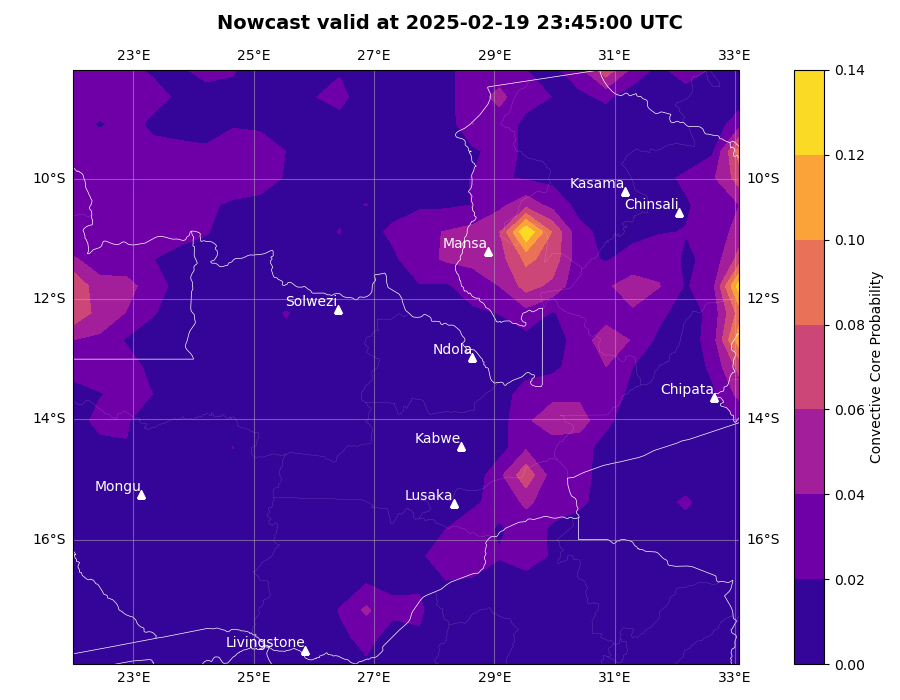 Nowcast valid at 2025-02-19 23:45:00 UTC
23°E 25°E 27°E 29°E 31°E 33°E
0.14
0.12
0.10
0.08
0.06
0.04
0.02
0.00
Convective Core Probability
10°S 10°S
12°S 12°S
14°S 14°S
16°S 16°S
Kasama
Chinsali
Mansa
Solwezi
Ndola
Chipata
Kabwe
Mongu
Lusaka
Livingstone
23°E 25°E 27°E 29°E 31°E 33°E